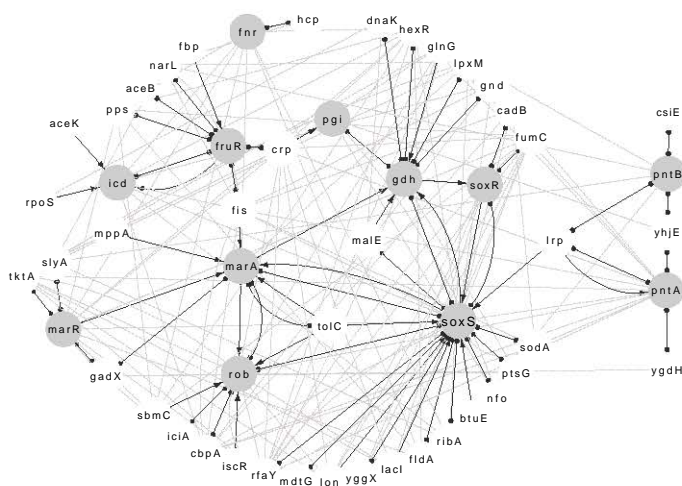 hcp
fnr
dnaK
hexR
glnG
fbp
narL
lpxM
aceB
gnd
pps
pgi
cadB
csiE
aceK
fumC
fruR
crp
icd
gdh
soxR
pntB
rpoS
fis
mppA
malE
lrp
yhjE
slyA
marA
tktA
pntA
marR
tolC
soxS
sodA
gadX
rob
ptsG
ygdH
nfo
sbmC
btuE
iciA
ribA
cbpA
fldA
iscR
lacI
rfaY
yggX
mdtG
lon